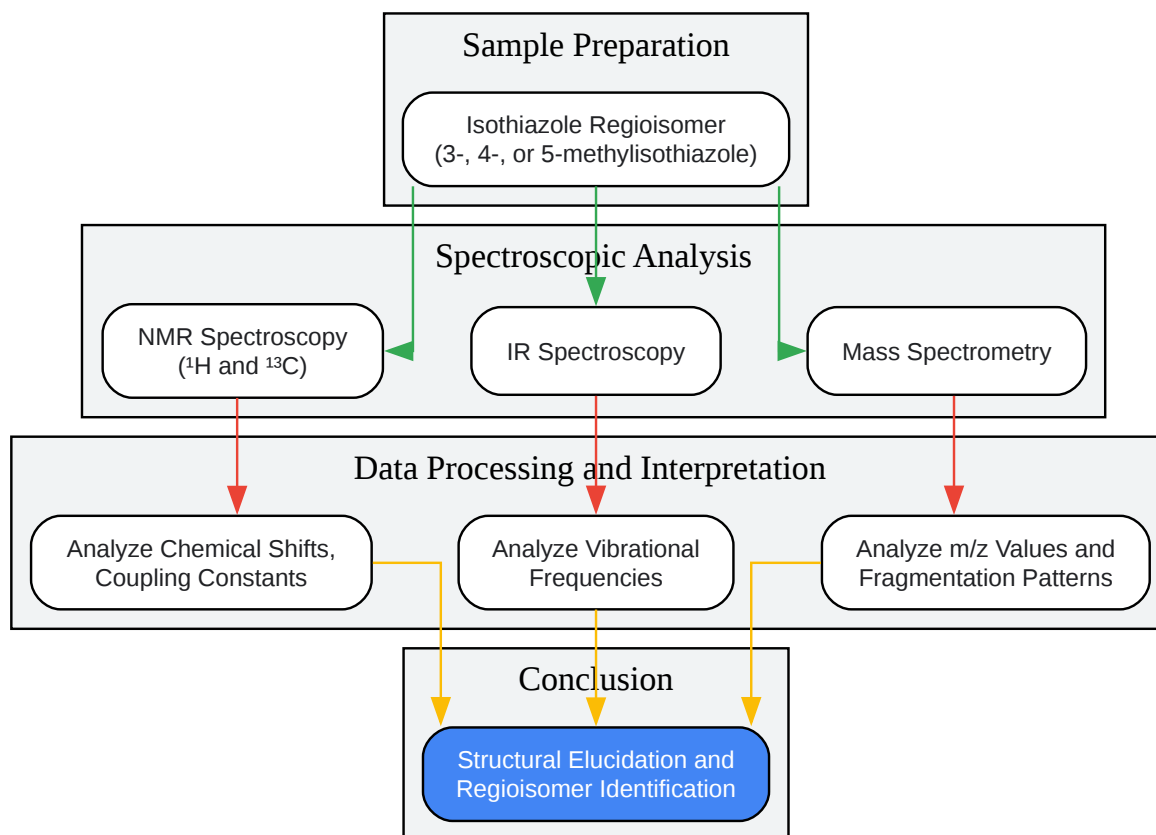 Sample Preparation
Isothiazole Regioisomer
(3-, 4-, or 5-methylisothiazole)
Spectroscopic Analysis
NMR Spectroscopy
(¹H and ¹³C)
IR Spectroscopy
Mass Spectrometry
Data Processing and Interpretation
Analyze Chemical Shifts,
Coupling Constants
Analyze Vibrational
Frequencies
Analyze m/z Values and
Fragmentation Patterns
Conclusion
Structural Elucidation and
Regioisomer Identification